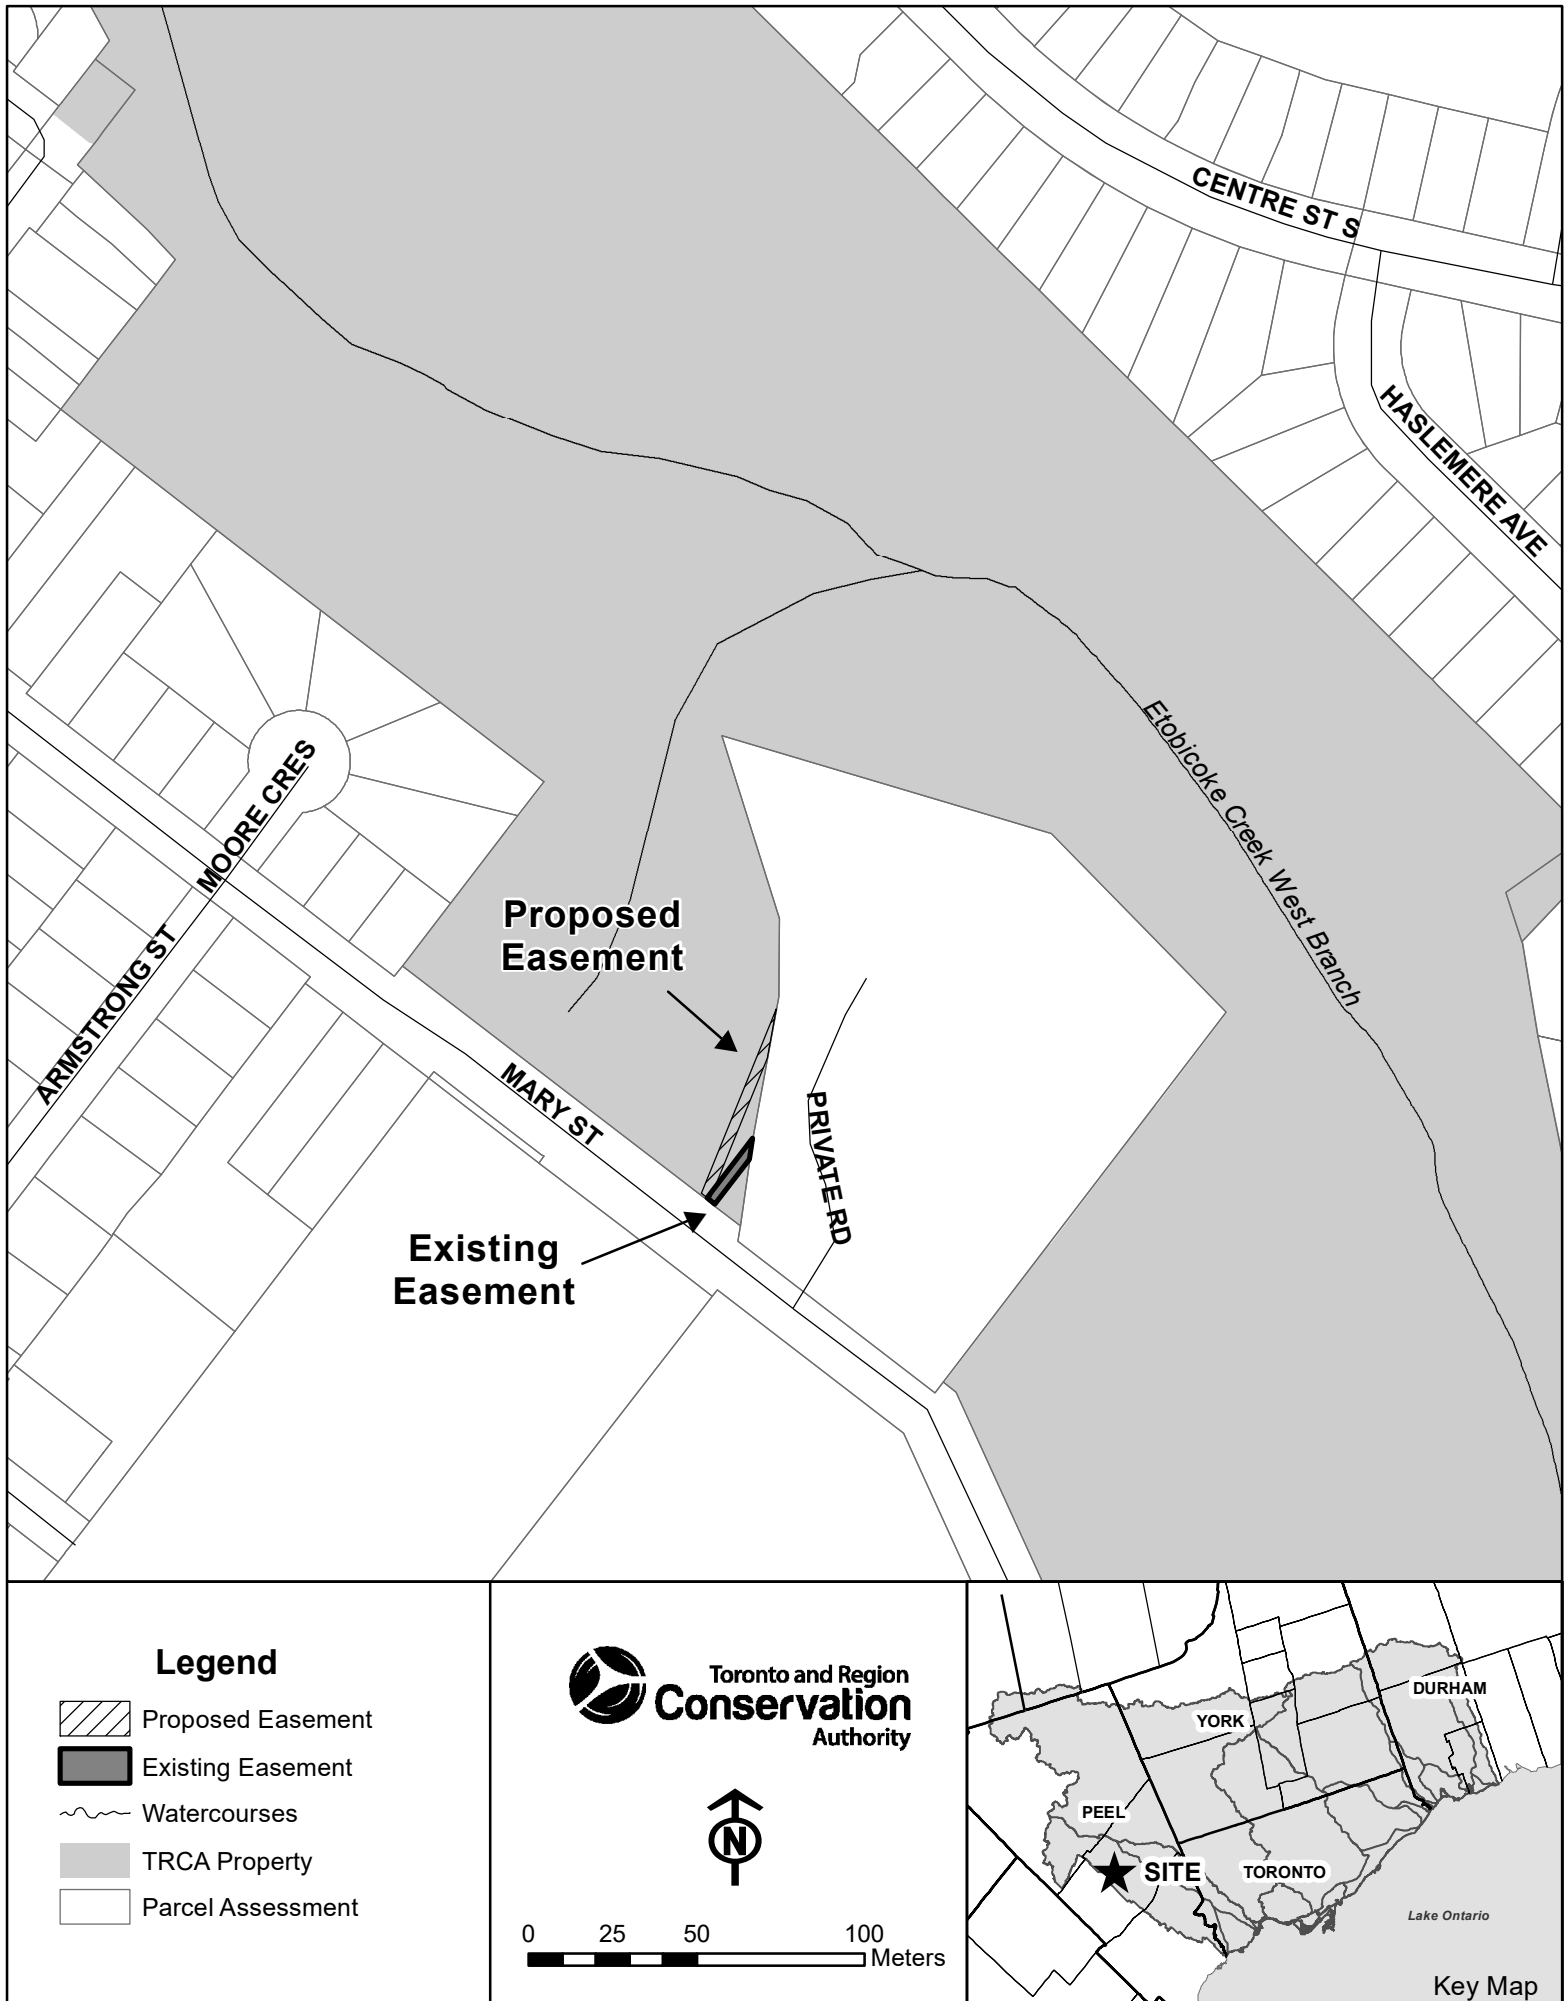 CENTRE ST S
HASLEMERE AVE
Etobicoke Creek West Branch
MOORE CRES
ARMSTRONG ST
Proposed
Easement
MARY ST
PRIVATE RD
Existing
Easement
Legend
Proposed Easement
Existing Easement
Watercourses
TRCA Property
Parcel Assessment
Toronto and Region
Conservation
Authority
N
0 25 50 100
Meters
DURHAM
YORK
PEEL
SITE
TORONTO
Lake Ontario
Key Map